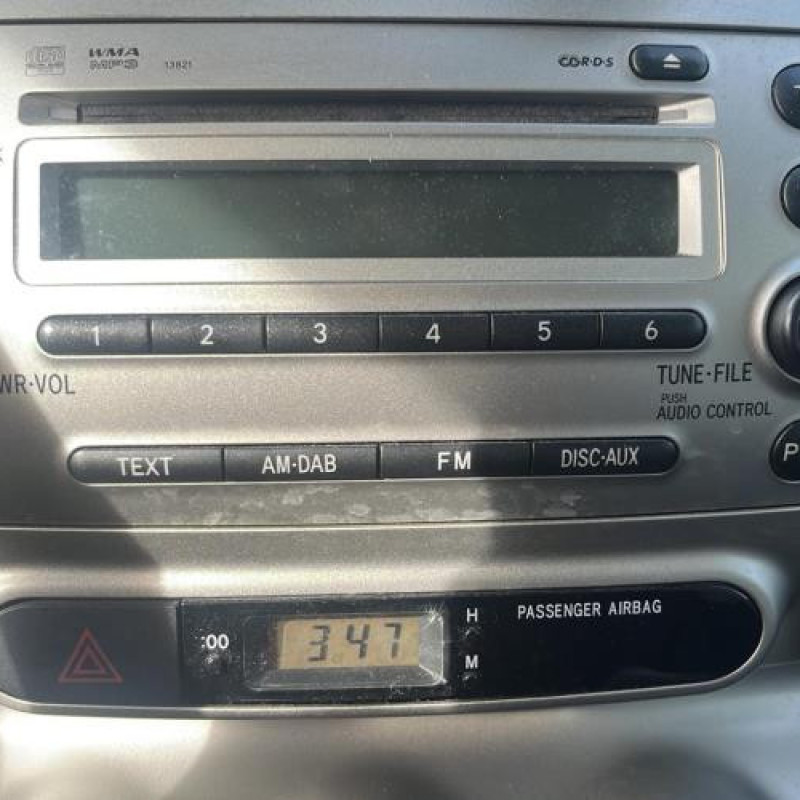 WMA
MP3
13821
R·D·S
1 2 3 4 5 6
WR·VOL
TUNE·FILE
PUSH
AUDIO CONTROL
TEXT AM·DAB FM DISC·AUX
P
:00
3:47
H
M
PASSENGER AIRBAG